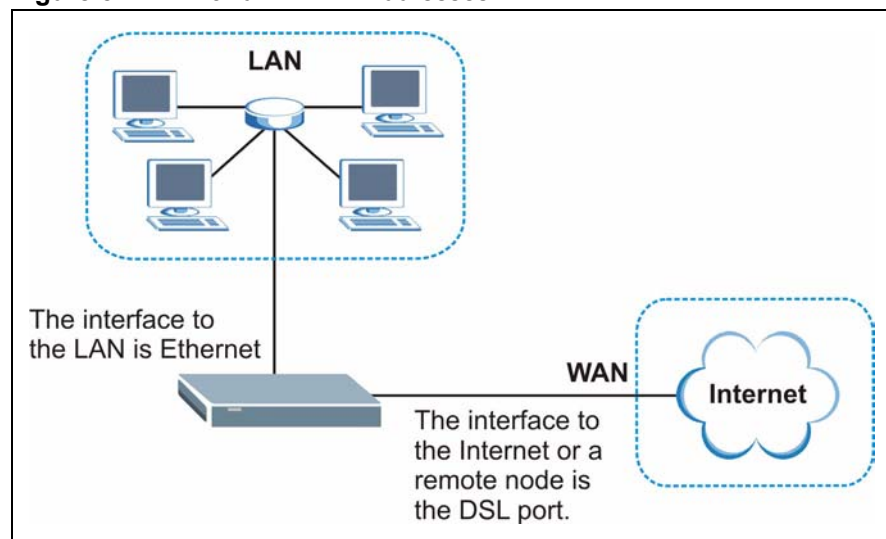 LAN
The interface to
the LAN is Ethernet
WAN
Internet
The interface to
the Internet or a
remote node is
the DSL port.